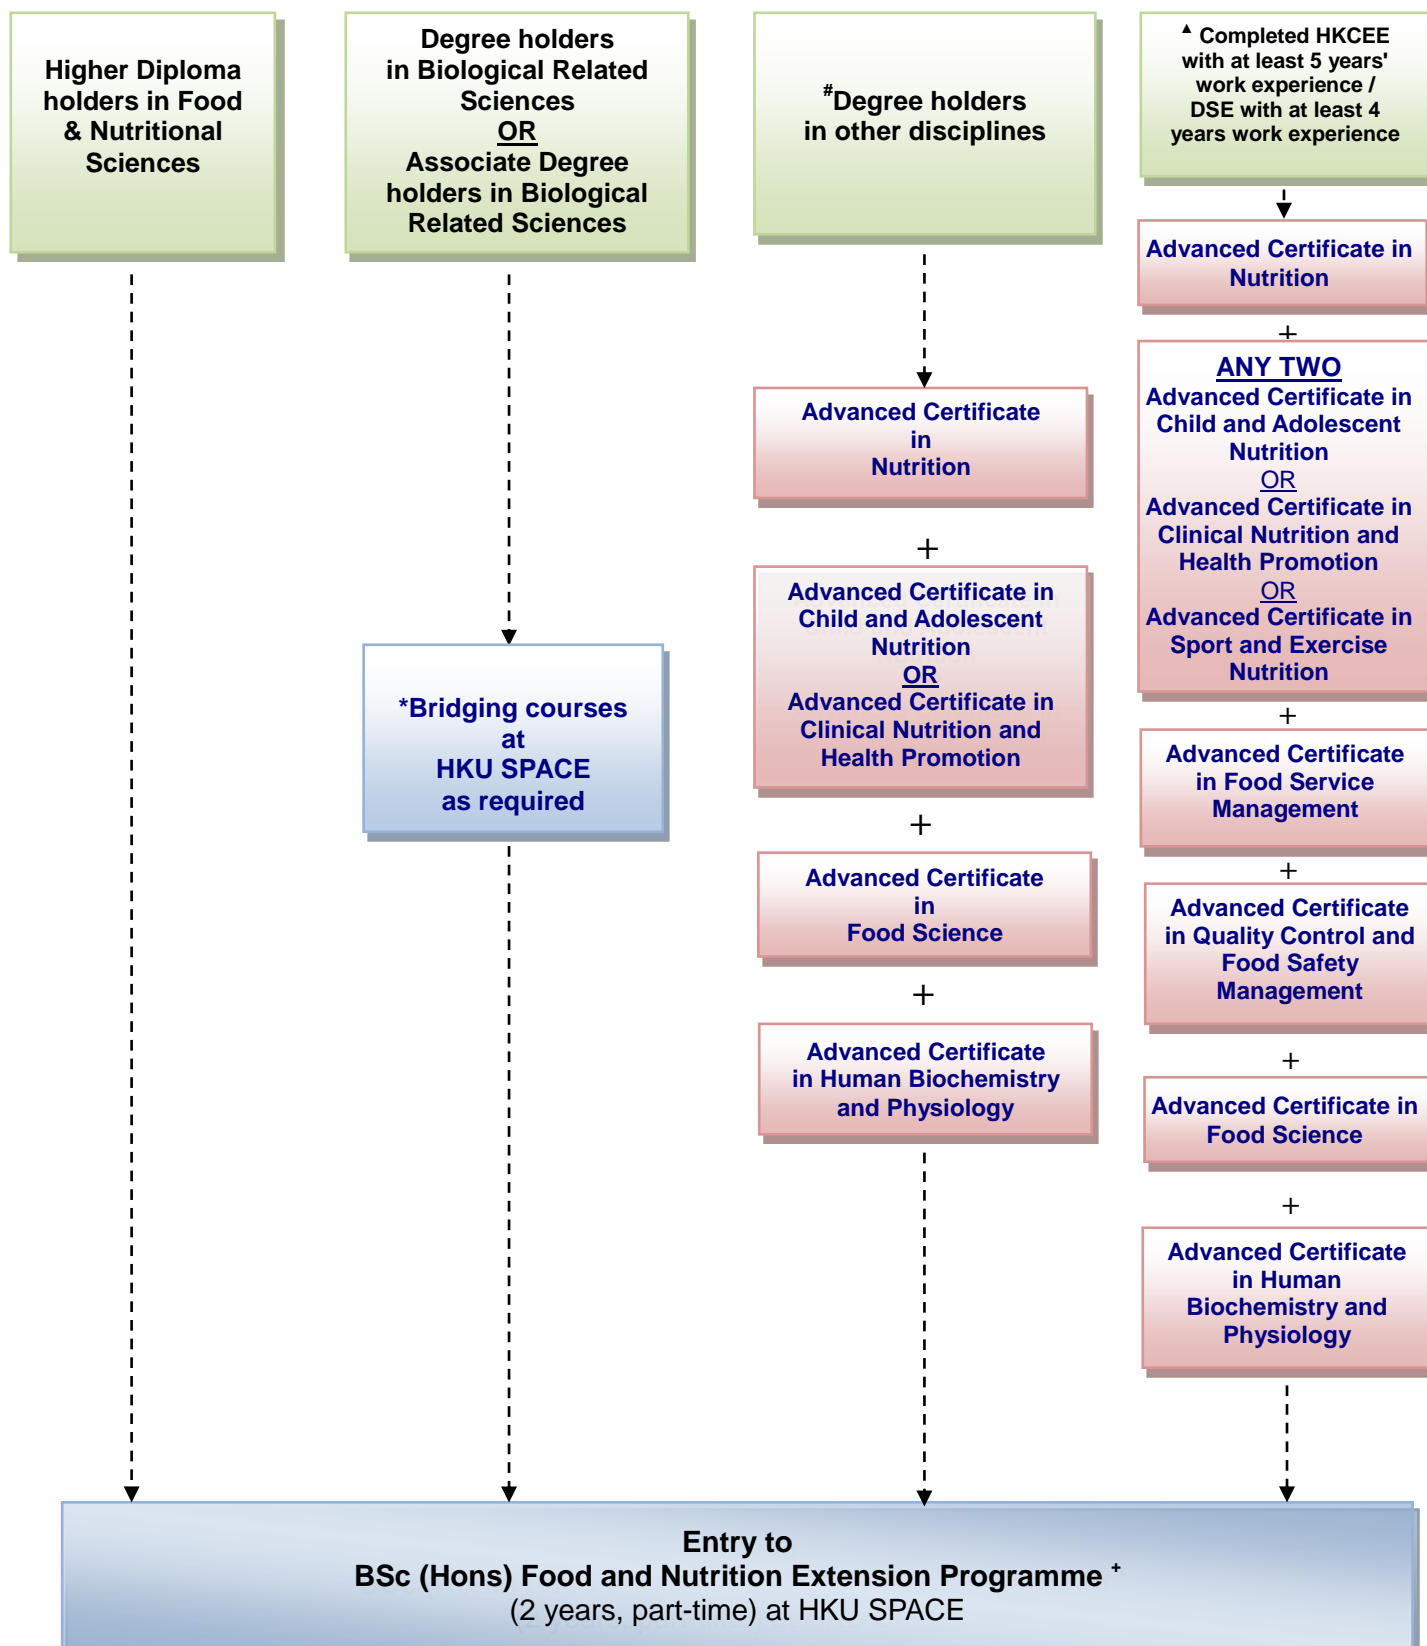 Higher Diploma
holders in Food
& Nutritional
Sciences
Degree holders
in Biological Related
Sciences
OR
Associate Degree
holders in Biological
Related Sciences
#Degree holders
in other disciplines
▲ Completed HKCEE
with at least 5 years'
work experience /
DSE with at least 4
years work experience
*Bridging courses
at
HKU SPACE
as required
Advanced Certificate
in
Nutrition
+
Advanced Certificate in
Child and Adolescent
Nutrition
OR
Advanced Certificate in
Clinical Nutrition and
Health Promotion
+
Advanced Certificate
in
Food Science
+
Advanced Certificate
in Human Biochemistry
and Physiology
Advanced Certificate in
Nutrition
+
ANY TWO
Advanced Certificate in
Child and Adolescent
Nutrition
OR
Advanced Certificate in
Clinical Nutrition and
Health Promotion
OR
Advanced Certificate in
Sport and Exercise
Nutrition
+
Advanced Certificate
in Food Service
Management
+
Advanced Certificate
in Quality Control and
Food Safety
Management
+
Advanced Certificate in
Food Science
+
Advanced Certificate
in Human
Biochemistry and
Physiology
Entry to
BSc (Hons) Food and Nutrition Extension Programme +
(2 years, part-time) at HKU SPACE